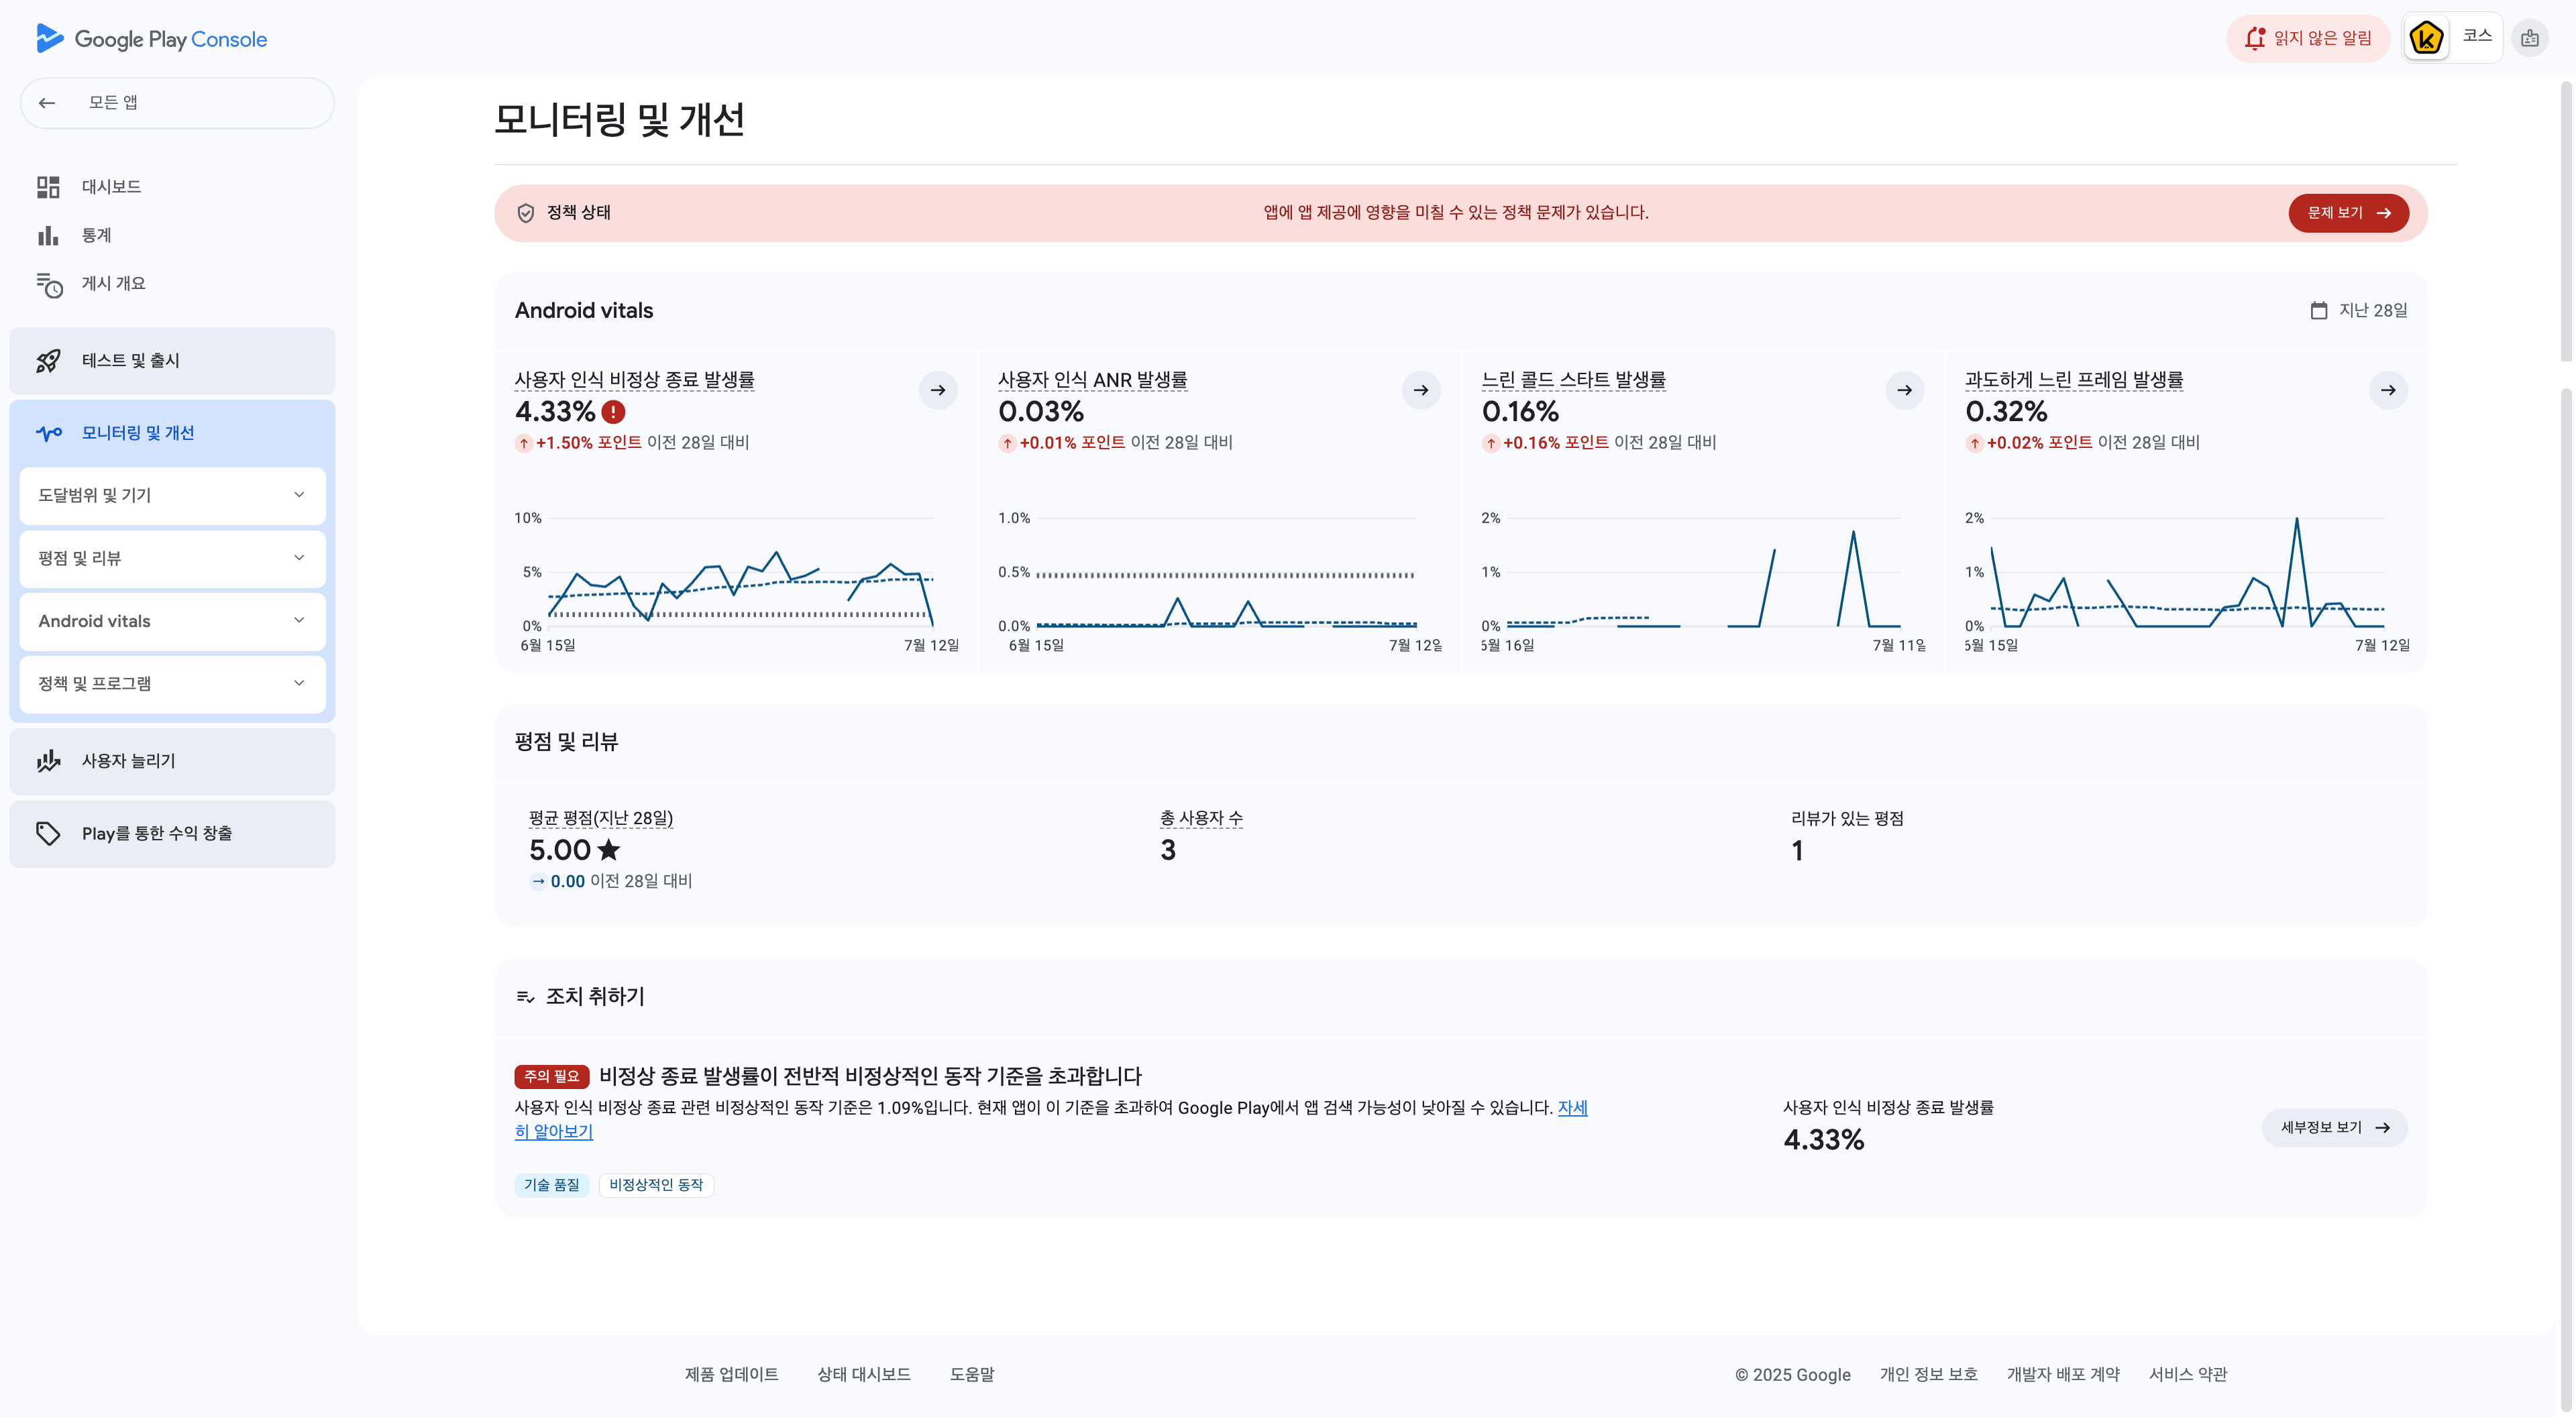 Google Play Console
읽지 않은 알림
코스
모든 앱
대시보드
통계
게시 개요
테스트 및 출시
모니터링 및 개선
도달범위 및 기기
평점 및 리뷰
Android vitals
정책 및 프로그램
사용자 늘리기
Play를 통한 수익 창출
모니터링 및 개선
정책 상태
앱에 앱 제공에 영향을 미칠 수 있는 정책 문제가 있습니다.
문제 보기
Android vitals
지난 28일
사용자 인식 비정상 종료 발생률
4.33%
+1.50% 포인트 이전 28일 대비
10%
5%
0%
6월 15일
7月 12일
사용자 인식 ANR 발생률
0.03%
+0.01% 포인트 이전 28일 대비
1.0%
0.5%
0.0%
6월 15일
7月 12일
느린 콜드 스타트 발생률
0.16%
+0.16% 포인트 이전 28일 대비
2%
1%
0%
6월 16일
7月 11일
과도하게 느린 프레임 발생률
0.32%
+0.02% 포인트 이전 28일 대비
2%
1%
0%
6월 15일
7月 12일
평점 및 리뷰
평균 평점(지난 28일)
5.00
0.00 이전 28일 대비
총 사용자 수
3
리뷰가 있는 평점
1
조치 취하기
주의 필요 비정상 종료 발생률이 전반적 비정상적인 동작 기준을 초과합니다
사용자 인식 비정상 종료 관련 비정상적인 동작 기준은 1.09%입니다. 현재 앱이 이 기준을 초과하여 Google Play에서 앱 검색 가능성이 낮아질 수 있습니다. 자세
히 알아보기
기술 품질 비정상적인 동작
사용자 인식 비정상 종료 발생률
4.33%
세부정보 보기
제품 업데이트 상태 대시보드 도움말
© 2025 Google 개인 정보 보호 개발자 배포 계약 서비스 약관